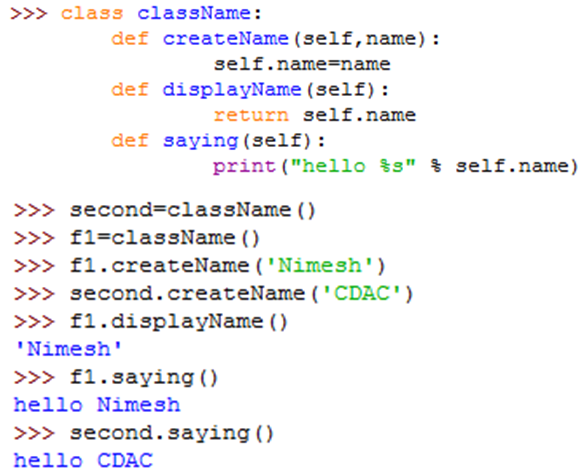 >>> class className:
        def createName(self,name):
                self.name=name
        def displayName(self):
                return self.name
        def saying(self):
                print("hello %s" % self.name)
>>> second=className()
>>> f1=className()
>>> f1.createName('Nimesh')
>>> second.createName('CDAC')
>>> f1.displayName()
'Nimesh'
>>> f1.saying()
hello Nimesh
>>> second.saying()
hello CDAC